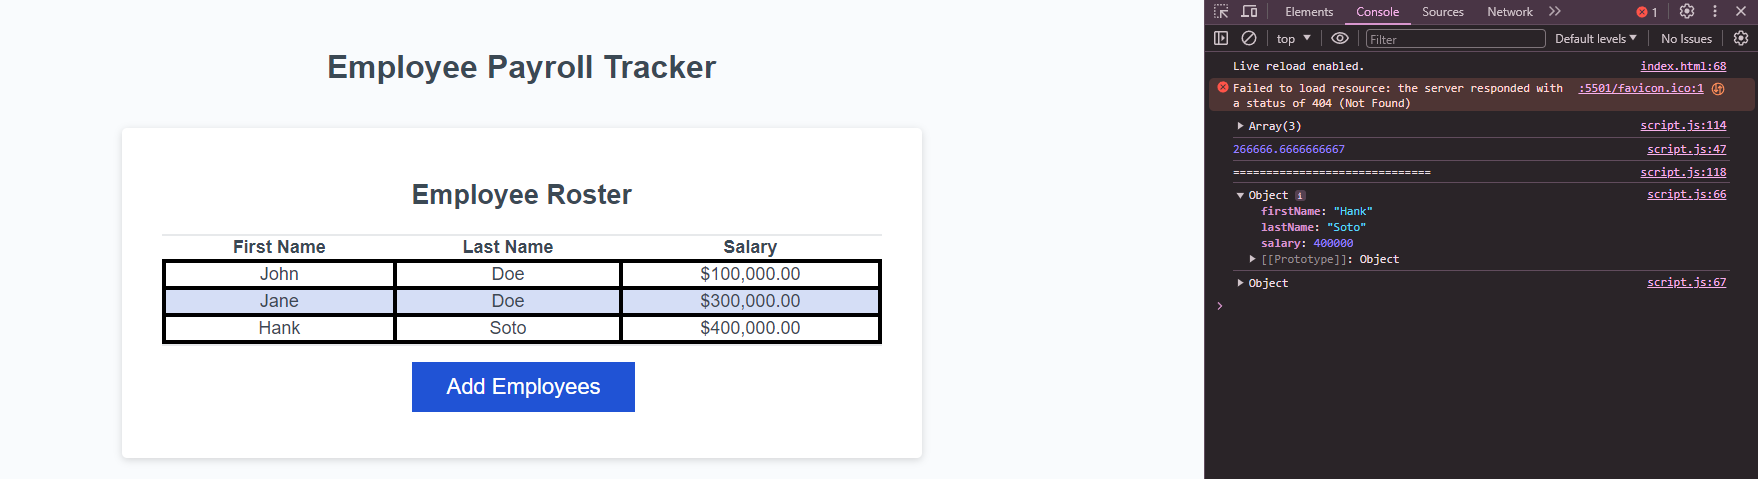 Employee Payroll Tracker
Employee Roster
First Name Last Name Salary
John Doe $100,000.00
Jane Doe $300,000.00
Hank Soto $400,000.00
Add Employees
Elements Console Sources Network 1
top Filter Default levels No Issues
Live reload enabled. index.html:68
Failed to load resource: the server responded with :5501/favicon.ico:1
a status of 404 (Not Found)
Array(3) script.js:114
266666.6666666667 script.js:47
============================== script.js:118
Object i script.js:66
firstName: "Hank"
lastName: "Soto"
salary: 400000
[[Prototype]]: Object
Object script.js:67